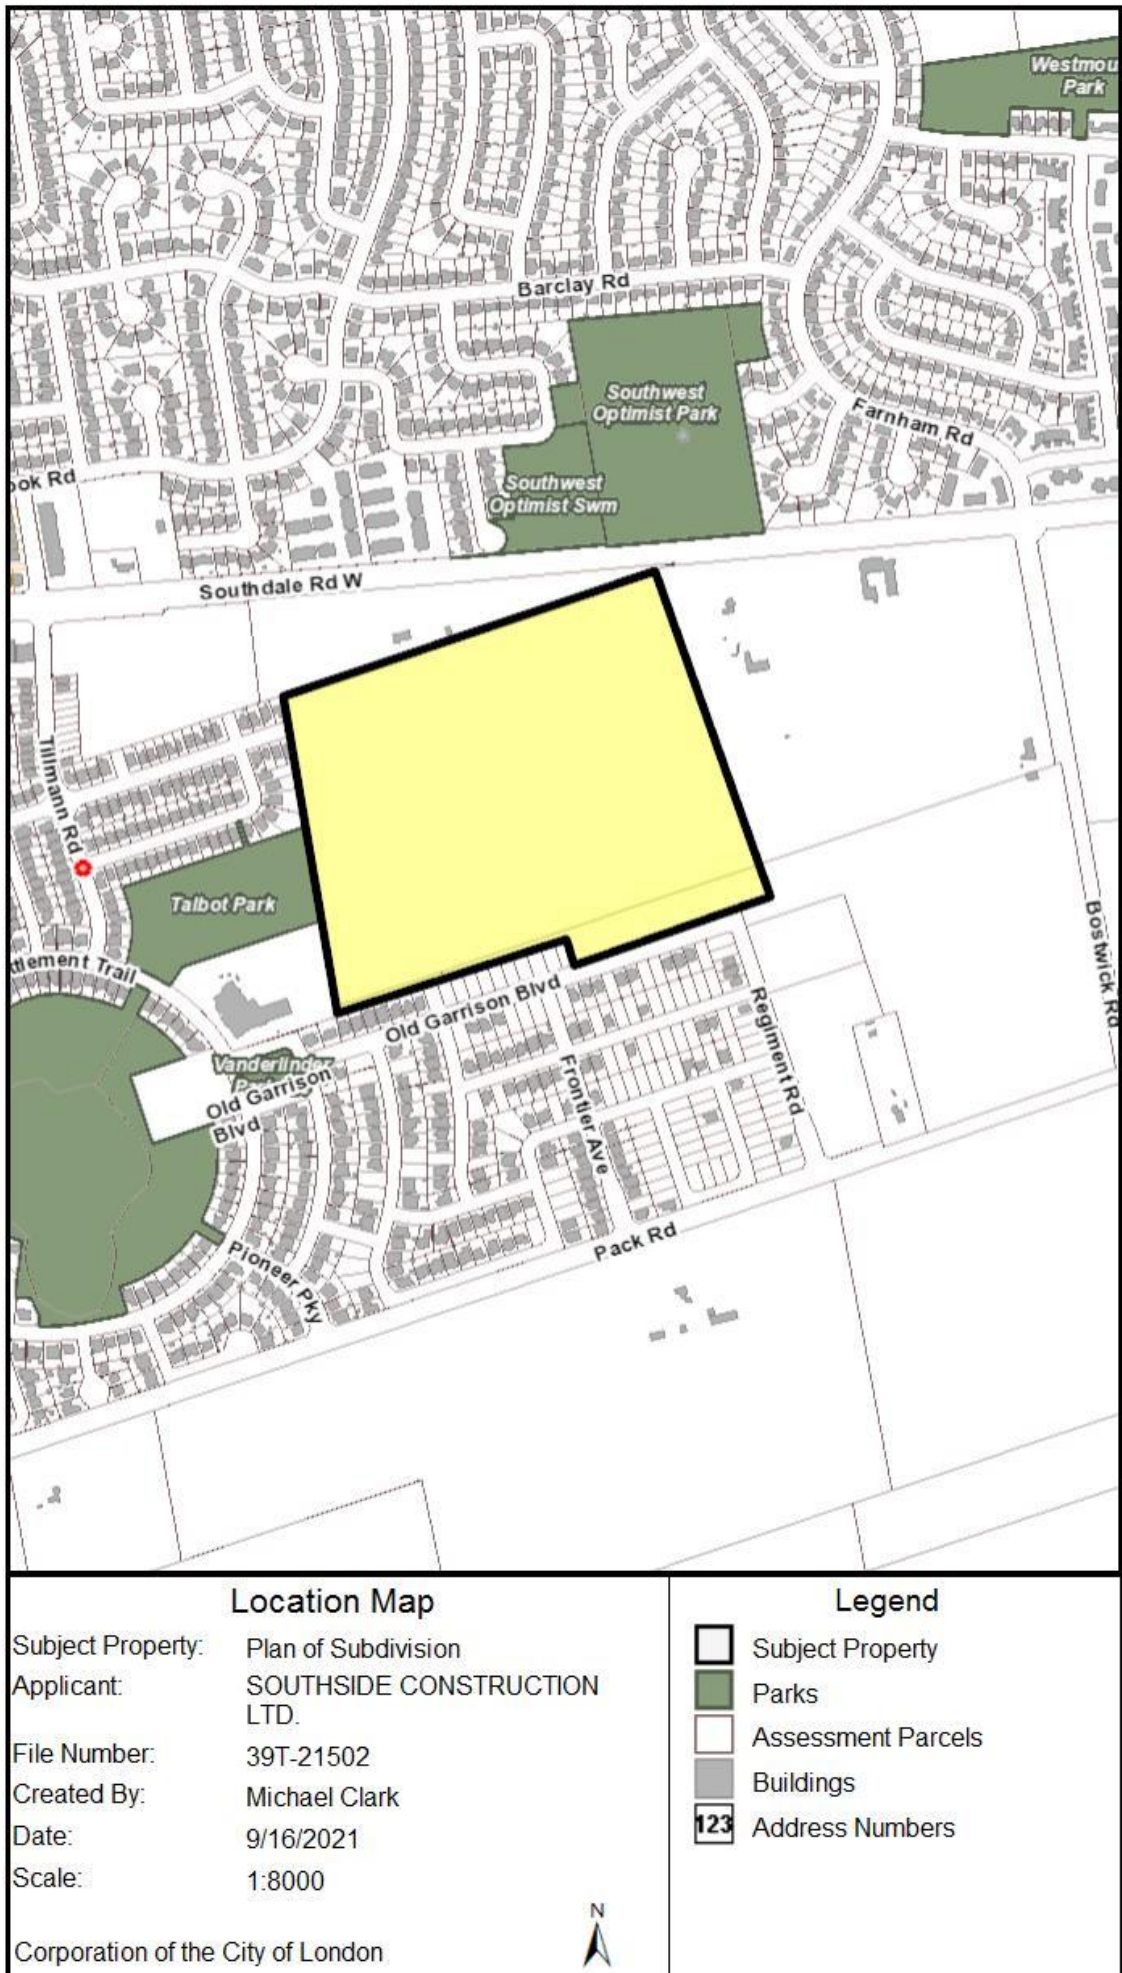 Westmou
Park
Barclay Rd
Southwest
Optimist Park
Farnham Rd
ook Rd
Southwest
Optimist Swm
Southdale Rd W
Tillmann Rd
Talbot Park
ttlement Trail
Bostwick Rd
Old Garrison Blvd
Regiment Rd
Vanderlinder
Old Garrison
Blvd
Frontier Ave
Pack Rd
Pioneer Pky
Location Map
Subject Property: Plan of Subdivision
Applicant: SOUTHSIDE CONSTRUCTION
LTD.
File Number: 39T-21502
Created By: Michael Clark
Date: 9/16/2021
Scale: 1:8000
N
Corporation of the City of London
Legend
Subject Property
Parks
Assessment Parcels
Buildings
123 Address Numbers